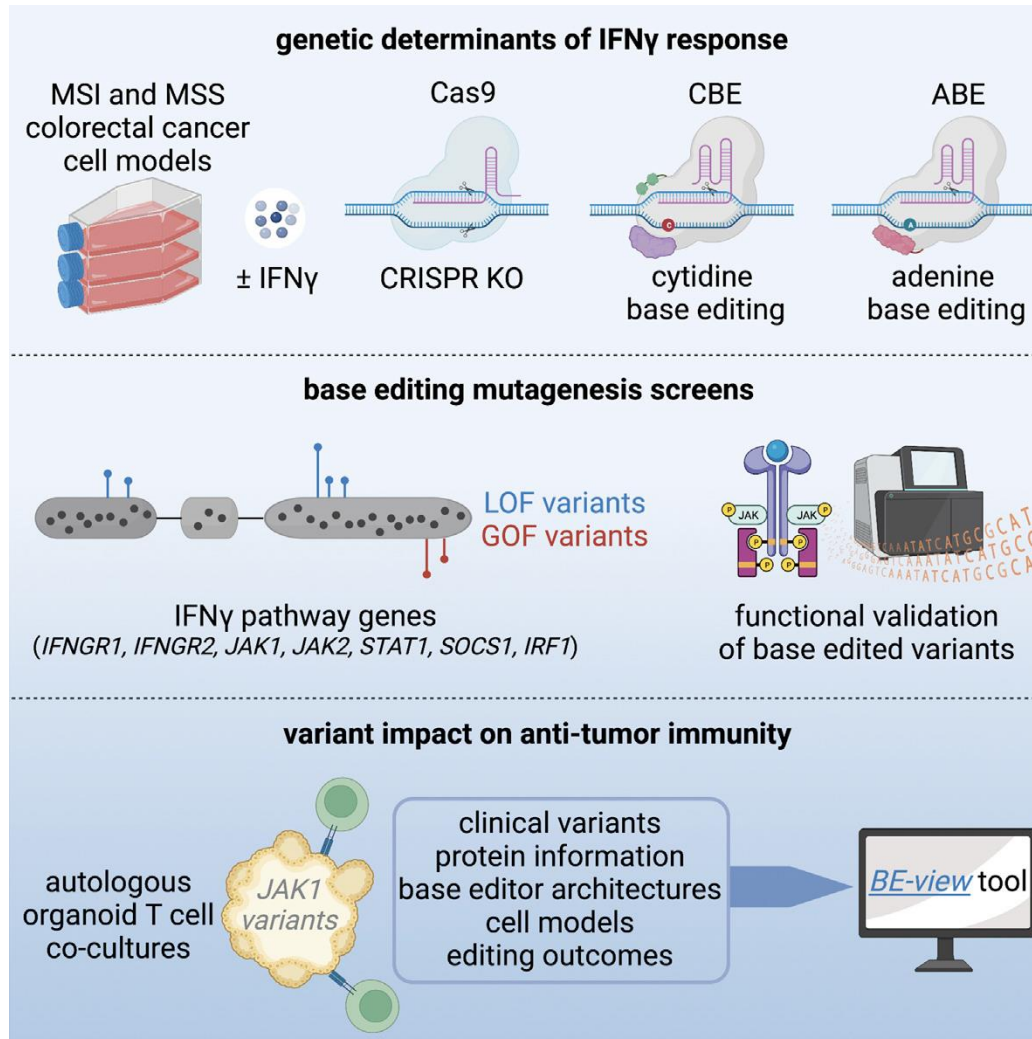 genetic determinants of IFNγ response
MSI and MSS
colorectal cancer
cell models
± IFNγ
Cas9
CRISPR KO
CBE
C
cytidine
base editing
ABE
A
adenine
base editing
base editing mutagenesis screens
LOF variants
GOF variants
IFNγ pathway genes
(IFNGR1, IFNGR2, JAK1, JAK2, STAT1, SOCS1, IRF1)
P JAK JAK P
P P
P P
functional validation
of base edited variants
variant impact on anti-tumor immunity
autologous
organoid T cell
co-cultures
JAK1
variants
clinical variants
protein information
base editor architectures
cell models
editing outcomes
BE-view tool